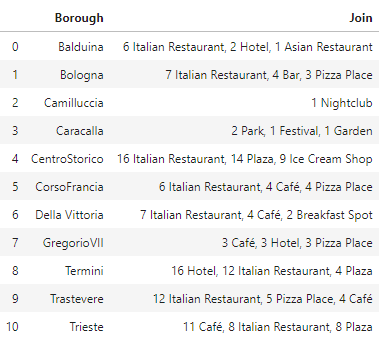 Borough Join
0 Balduina 6 Italian Restaurant, 2 Hotel, 1 Asian Restaurant
1 Bologna 7 Italian Restaurant, 4 Bar, 3 Pizza Place
2 Camilluccia 1 Nightclub
3 Caracalla 2 Park, 1 Festival, 1 Garden
4 CentroStorico 16 Italian Restaurant, 14 Plaza, 9 Ice Cream Shop
5 CorsoFrancia 6 Italian Restaurant, 4 Café, 4 Pizza Place
6 Della Vittoria 7 Italian Restaurant, 4 Café, 2 Breakfast Spot
7 GregorioVII 3 Café, 3 Hotel, 3 Pizza Place
8 Termini 16 Hotel, 12 Italian Restaurant, 4 Plaza
9 Trastevere 12 Italian Restaurant, 5 Pizza Place, 4 Café
10 Trieste 11 Café, 8 Italian Restaurant, 8 Plaza